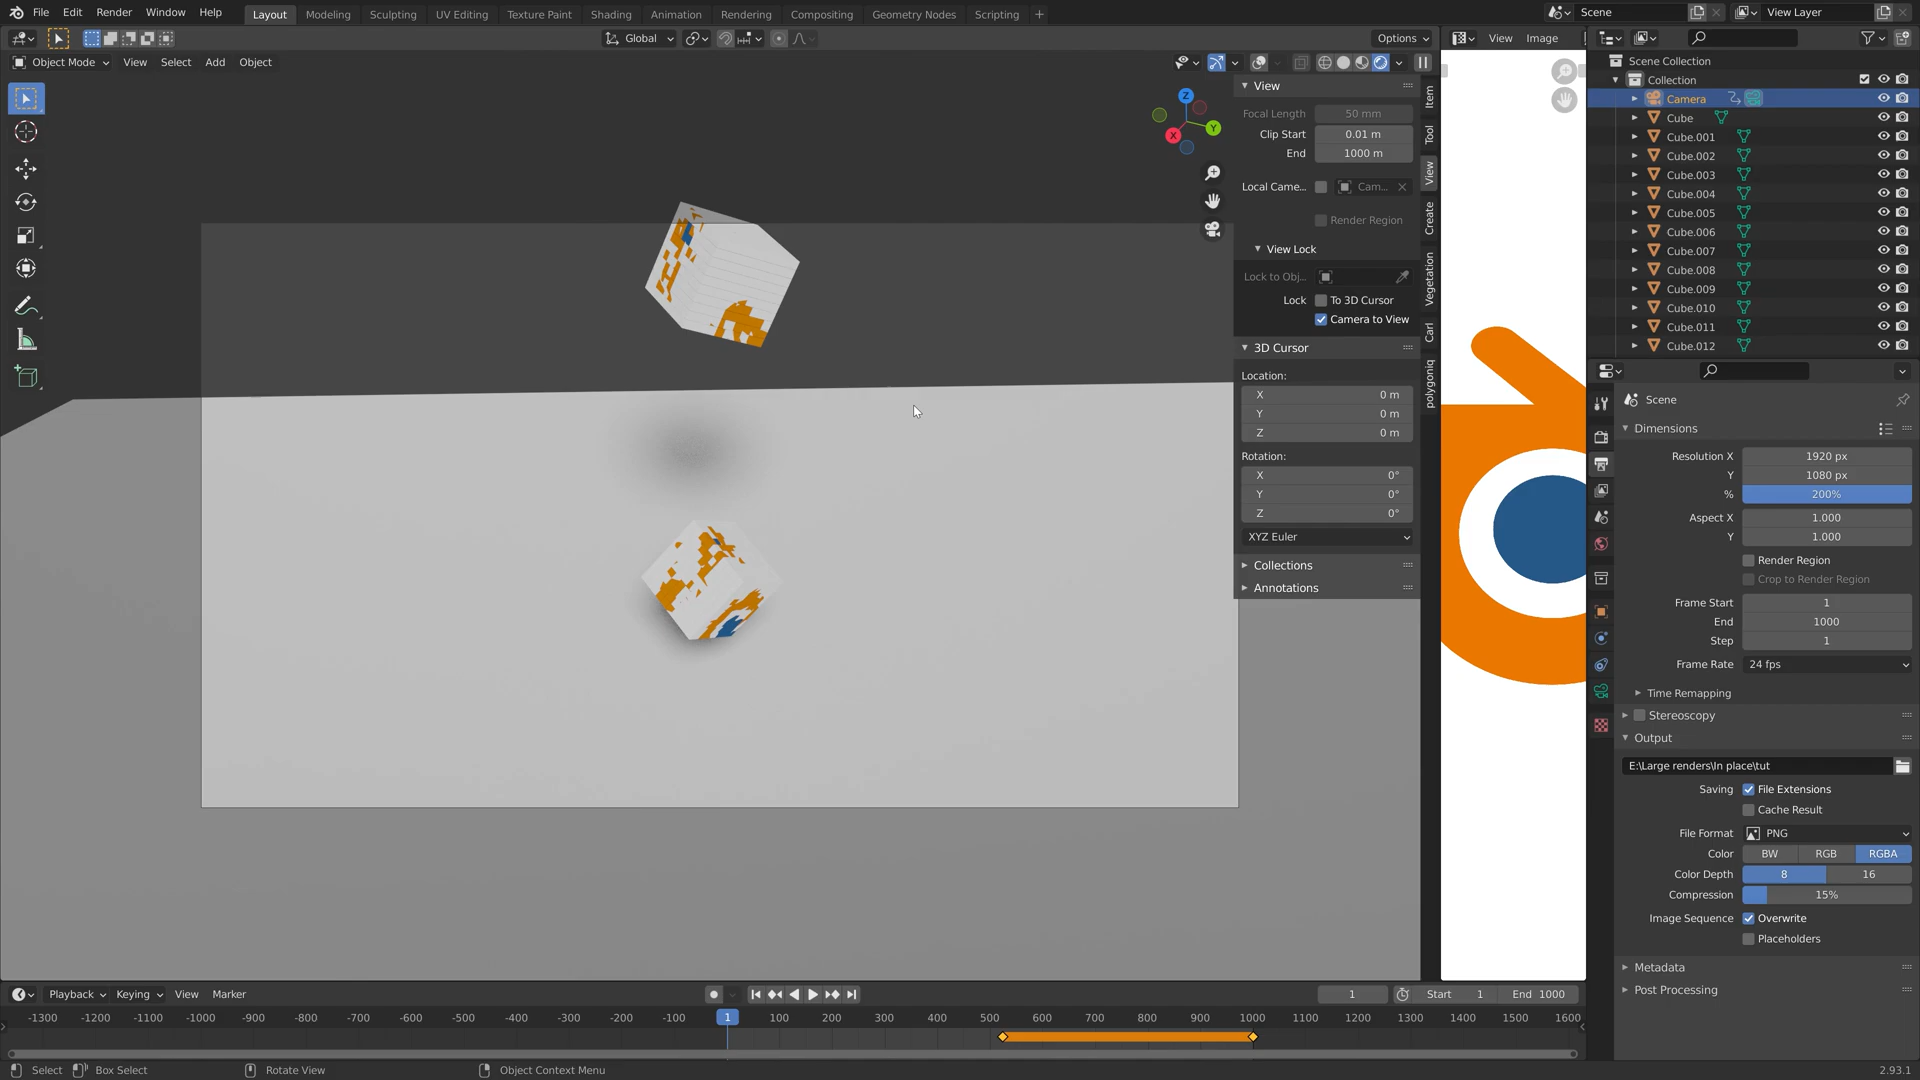 File Edit Render Window Help Layout Modeling Sculpting UV Editing Texture Paint Shading Animation Rendering Compositing Geometry Nodes Scripting + Scene View Layer
Global Options View Image
Object Mode View Select Add Object
View
Focal Length 50 mm
Clip Start 0.01 m
End 1000 m
Local Came... Cam...
Render Region
View Lock
Lock to Obj...
Lock To 3D Cursor
Camera to View
3D Cursor
Location:
X 0 m
Y 0 m
Z 0 m
Rotation:
X 0°
Y 0°
Z 0°
XYZ Euler
Collections
Annotations
Item
Tool
View
Create
Vegetation
Carl
polygoniq
Z
Y
X
Scene Collection
Collection
Camera
Cube
Cube.001
Cube.002
Cube.003
Cube.004
Cube.005
Cube.006
Cube.007
Cube.008
Cube.009
Cube.010
Cube.011
Cube.012
Scene
Dimensions
Resolution X 1920 px
Y 1080 px
% 200%
Aspect X 1.000
Y 1.000
Render Region
Crop to Render Region
Frame Start 1
End 1000
Step 1
Frame Rate 24 fps
Time Remapping
Stereoscopy
Output
E:\Large renders\In place\tut
Saving File Extensions
Cache Result
File Format PNG
Color BW RGB RGBA
Color Depth 8 16
Compression 15%
Image Sequence Overwrite
Placeholders
Metadata
Post Processing
Playback Keying View Marker 1 Start 1 End 1000
-1300 -1200 -1100 -1000 -900 -800 -700 -600 -500 -400 -300 -200 -100 1 100 200 300 400 500 600 700 800 900 1000 1100 1200 1300 1400 1500 1600
Select Box Select Rotate View Object Context Menu 2.93.1